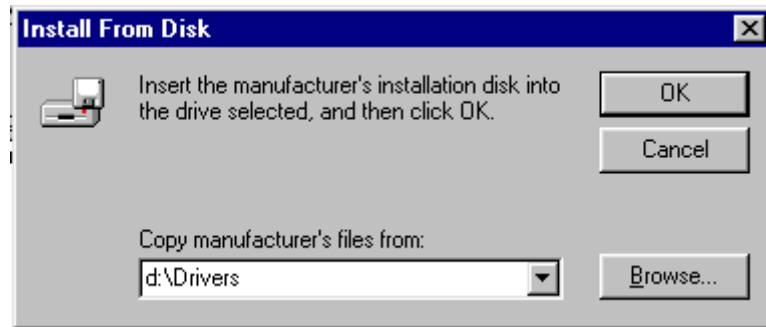 Install From Disk
Insert the manufacturer's installation disk into
the drive selected, and then click OK.
OK
Cancel
Copy manufacturer's files from:
d:\Drivers
Browse...